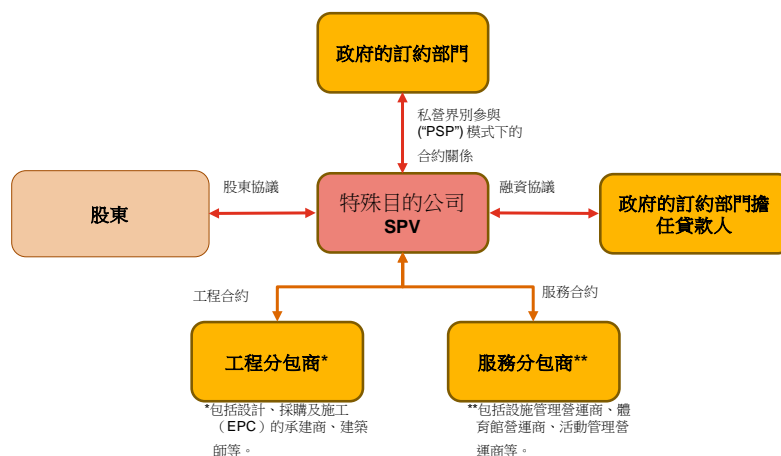 政府的訂約部門
私營界別參與
(“PSP”) 模式下的
合約關係
股東
股東協議
特殊目的公司
SPV
融資協議
政府的訂約部門擔
任貸款人
工程合約
服務合約
工程分包商*
服務分包商**
*包括設計、採購及施工
（EPC）的承建商、建築
師等。
**包括設施管理營運商、體
育館營運商、活動管理營
運商等。